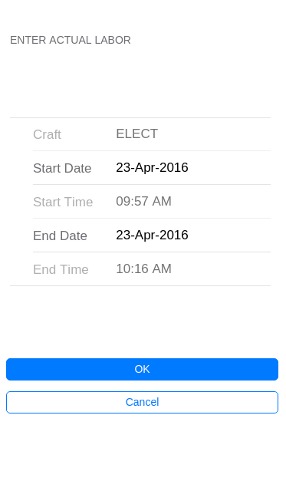 ENTER ACTUAL LABOR
Craft ELECT
Start Date 23-Apr-2016
Start Time 09:57 AM
End Date 23-Apr-2016
End Time 10:16 AM
OK
Cancel